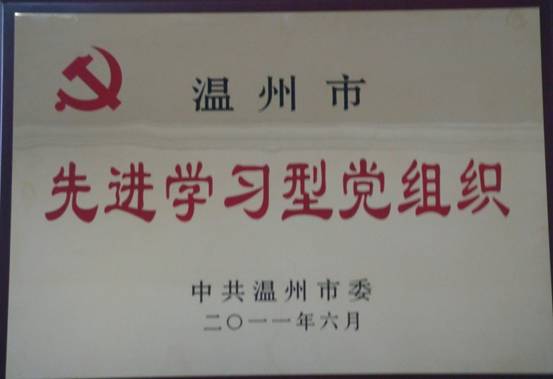 温州市
先进学习型党组织
中共温州市委
二〇一一年六月